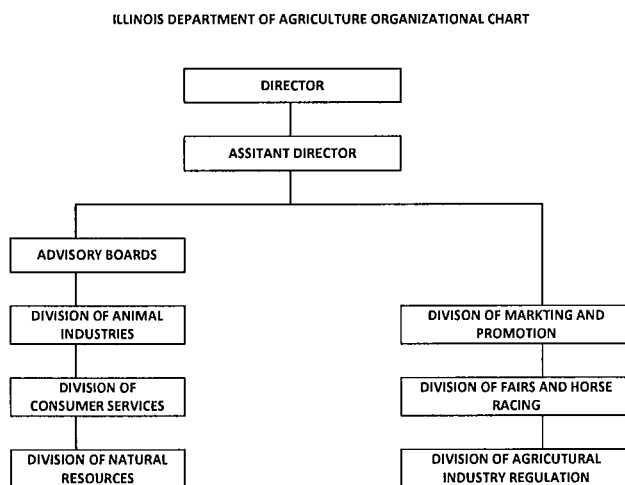 ILLINOIS DEPARTMENT OF AGRICULTURE ORGANIZATIONAL CHART
DIRECTOR
ASSITANT DIRECTOR
ADVISORY BOARDS
DIVISION OF ANIMAL
INDUSTRIES
DIVISION OF
CONSUMER SERVICES
DIVISION OF NATURAL
RESOURCES
DIVISON OF MARKTING AND
PROMOTION
DIVISION OF FAIRS AND HORSE
RACING
DIVISION OF AGRICUTURAL
INDUSTRY REGULATION